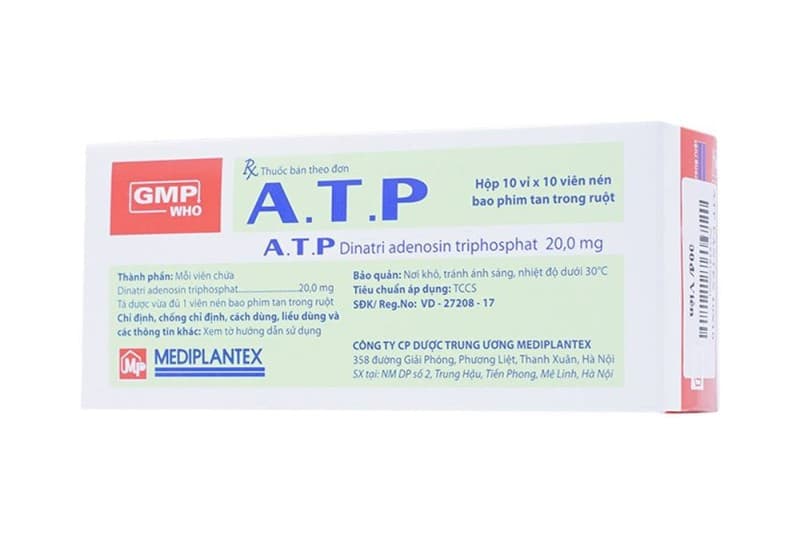 GMP
WHO
Rx Thuốc bán theo đơn
A.T.P
Hộp 10 vỉ x 10 viên nén
bao phim tan trong ruột
A.T.P Dinatri adenosin triphosphat 20,0 mg
Thành phần: Mỗi viên chứa
Dinatri adenosin triphosphat....................20,0 mg
Tá dược vừa đủ 1 viên nén bao phim tan trong ruột
Chỉ định, chống chỉ định, cách dùng, liều dùng và
các thông tin khác: Xem tờ hướng dẫn sử dụng
MP MEDIPLANTEX
Bảo quản: Nơi khô, tránh ánh sáng, nhiệt độ dưới 30°C
Tiêu chuẩn áp dụng: TCCS
SĐK/ Reg.No: VD - 27208 - 17
CÔNG TY CP DƯỢC TRUNG ƯƠNG MEDIPLANTEX
358 đường Giải Phóng, Phương Liệt, Thanh Xuân, Hà Nội
SX tại: NM DP số 2, Trung Hậu, Tiền Phong, Mê Linh, Hà Nội